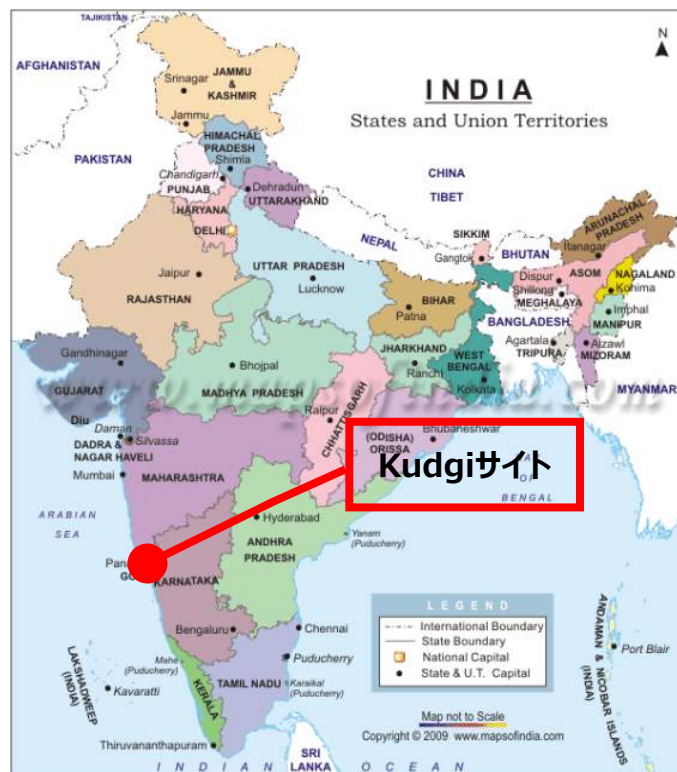 TAJIKISTAN
AFGHANISTAN
N
JAMMU
&
KASHMIR
Srinagar
Jammu
INDIA
States and Union Territories
HIMACHAL
PRADESH
Shimla
PAKISTAN
Chandigarh
PUNJAB
Dehradun
UTTARAKHAND
CHINA
TIBET
HARYANA
DELHI
ARUNACHAL
PRADESH
Itanagar
SIKKIM
Gangtok
NEPAL
BHUTAN
Dispur
ASOM
NAGALAND
Kohima
Shillong
MEGHALAYA
Jaipur
RAJASTHAN
UTTAR PRADESH
Lucknow
BIHAR
Patna
Imphal
MANIPUR
BANGLADESH
Agartala
TRIPURA
Aizawl
MIZORAM
Gandhinagar
GUJARAT
Bhopal
MADHYA PRADESH
JHARKHAND
Ranchi
WEST
BENGAL
Kolkata
MYANMAR
www.mapsofindia.com
Diu
Daman
Silvassa
DADRA &
NAGAR HAVELI
Raipur
CHHATTISGARH
(ODISHA)
ORISSA
Bhubaneshwar
Kudgiサイト
OF
BENGAL
Mumbai
MAHARASHTRA
ARABIAN
SEA
Hyderabad
ANDHRA
PRADESH
Yanam
(Puducherry)
KARNATAKA
Bengaluru
Chennai
Mahe
(Puducherry)
Puducherry
Karaikal
(Puducherry)
TAMIL NADU
KERALA
LAKSHADWEEP
(INDIA)
Kavaratti
Thiruvananthapuram
SRI
LANKA
INDIAN OCEAN
LEGEND
International Boundary
State Boundary
National Capital
State & U.T. Capital
Map not to Scale
Copyright © 2009 www.mapsofindia.com
ANDAMAN & NICOBAR ISLANDS
(INDIA)
Port Blair